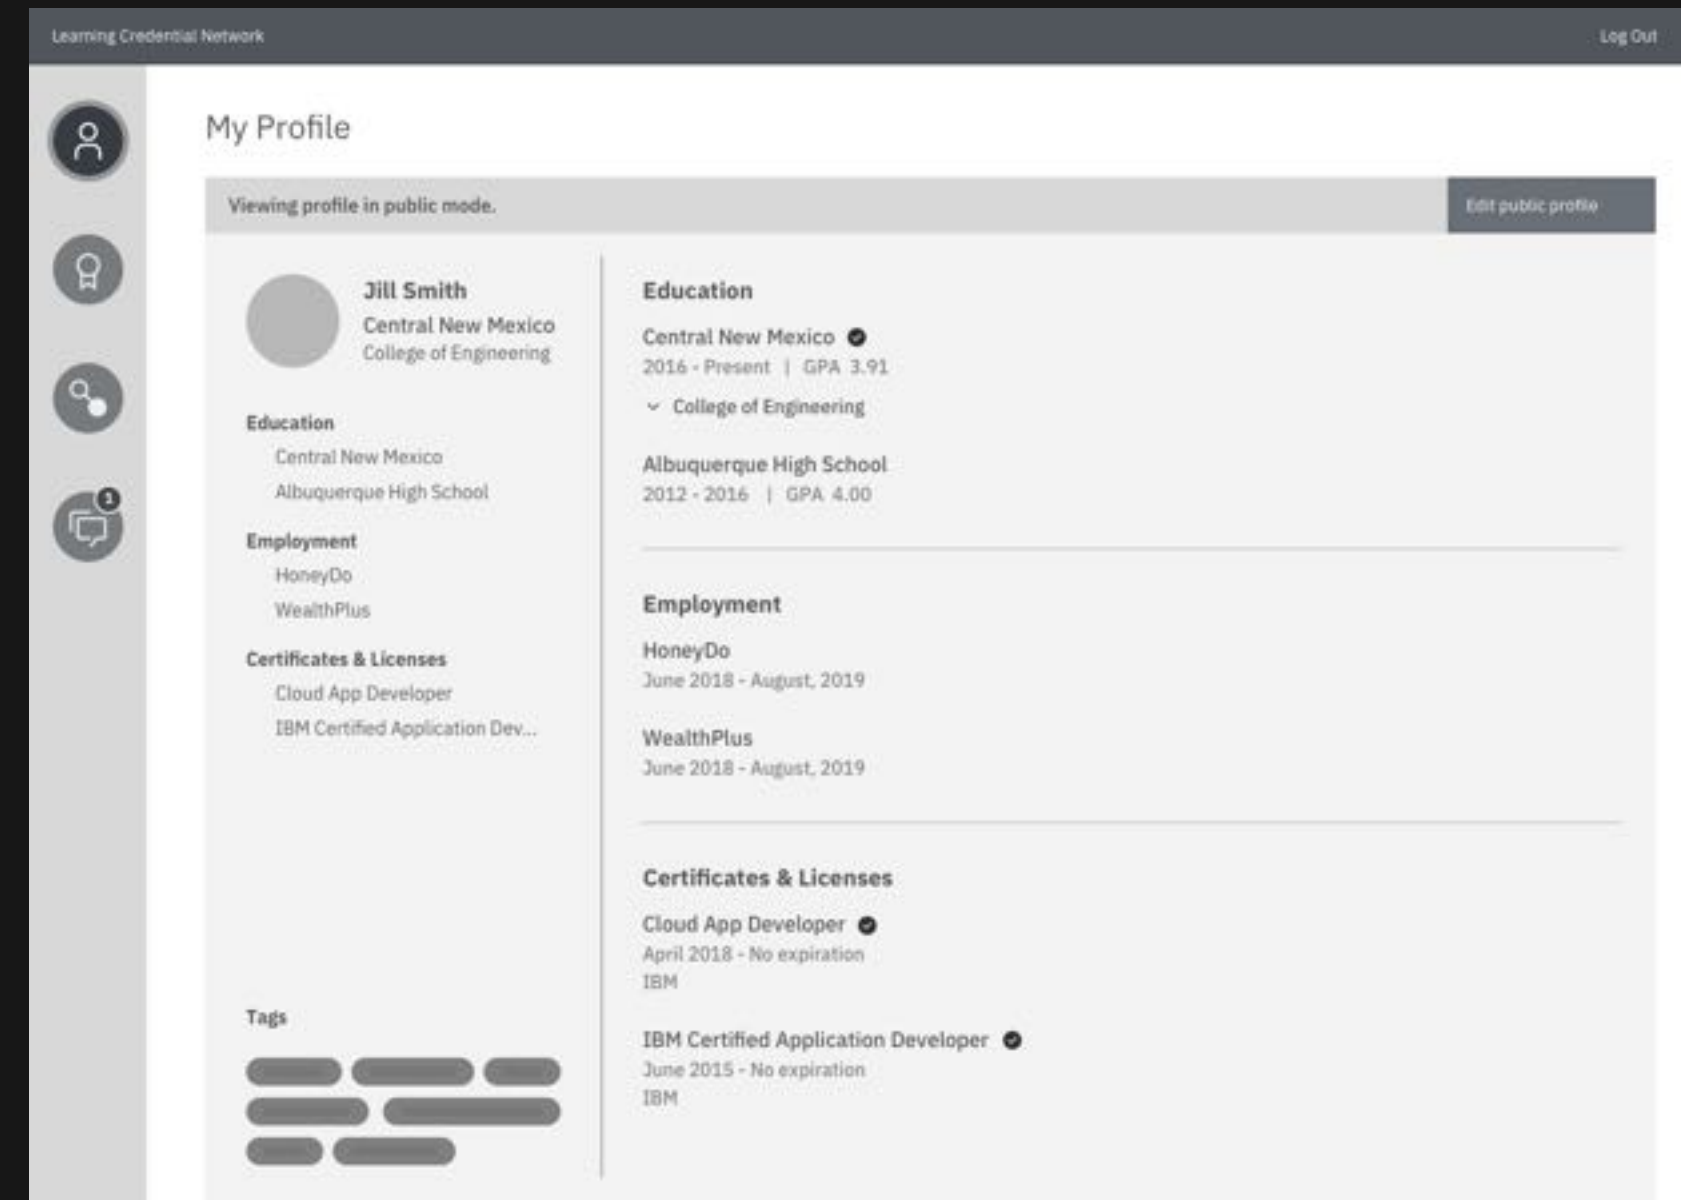 Learning Credential Network
Log Out
My Profile
Viewing profile in public mode.
Edit public profile
Jill Smith
Central New Mexico
College of Engineering
Education
Central New Mexico
Albuquerque High School
Employment
HoneyDo
WealthPlus
Certificates & Licenses
Cloud App Developer
IBM Certified Application Dev...
Tags
1
Education
Central New Mexico
2016 - Present | GPA 3.91
College of Engineering
Albuquerque High School
2012 - 2016 | GPA 4.00
Employment
HoneyDo
June 2018 - August, 2019
WealthPlus
June 2018 - August, 2019
Certificates & Licenses
Cloud App Developer
April 2018 - No expiration
IBM
IBM Certified Application Developer
June 2015 - No expiration
IBM